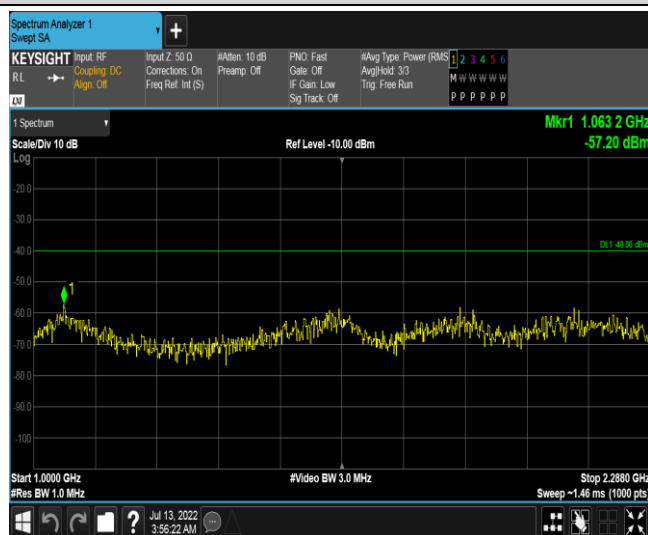 Spectrum Analyzer 1
Swept SA
KEYSIGHT
RL
LXI
Input: RF
Coupling: DC
Align: Off
Input Z: 50 Ω
Corrections: On
Freq Ref: Int (S)
#Atten: 10 dB
Preamp: Off
PNO: Fast
Gate: Off
IF Gain: Low
Sig Track: Off
#Avg Type: Power (RMS
Avg|Hold: 3/3
Trig: Free Run
1 2 3 4 5 6
M W W W W W
P P P P P P
1 Spectrum
Mkr1 1.063 2 GHz
Scale/Div 10 dB
Ref Level -10.00 dBm
-57.20 dBm
Log
-20.0
-30.0
-40.0
DL1 -40.00 dBm
-50.0
1
-60.0
-70.0
-80.0
-90.0
-100
Start 1.0000 GHz
#Video BW 3.0 MHz
Stop 2.2880 GHz
#Res BW 1.0 MHz
Sweep ~1.46 ms (1000 pts)
?
Jul 13, 2022
3:56:22 AM